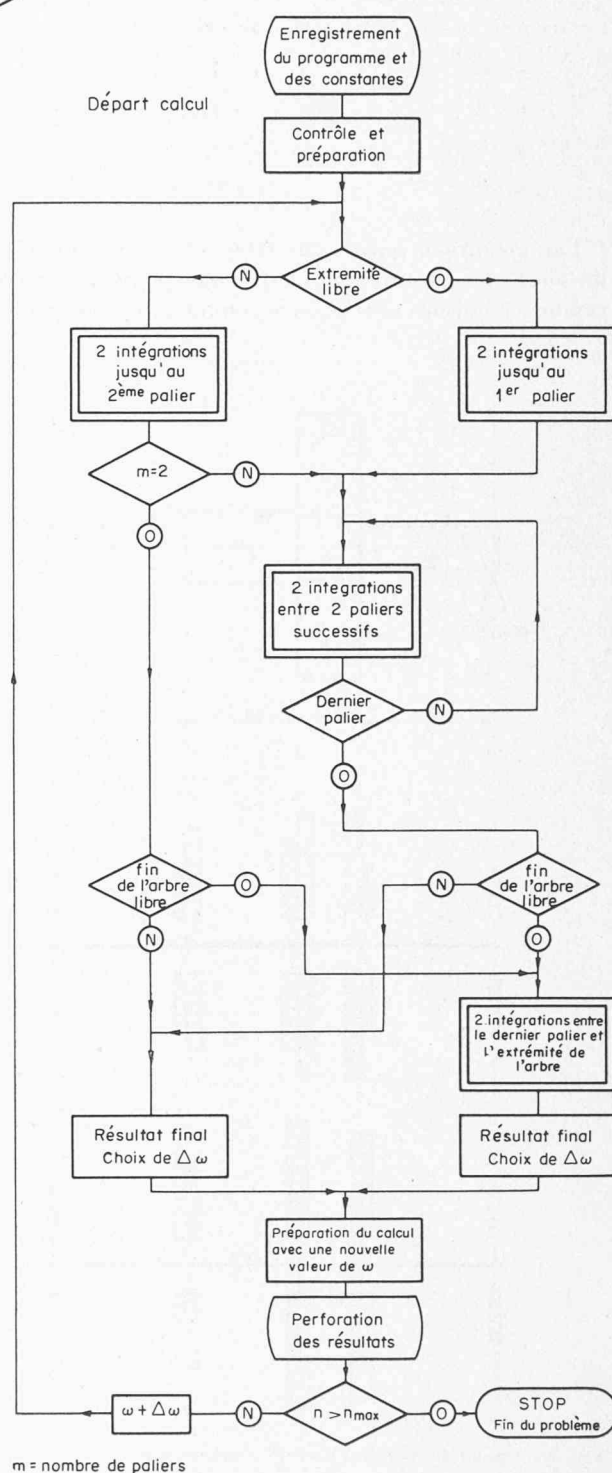 Enregistrement
du programme et
des constantes
Départ calcul
Contrôle et
préparation
Extremité
libre
N
O
2 intégrations
jusqu'au
2ème palier
2 intégrations
jusqu'au
1er palier
m=2
N
O
2 integrations
entre 2 paliers
successifs
Dernier
palier
N
O
fin
de l'arbre
libre
O
N
fin
de l'arbre
libre
N
O
2.intégrations entre
le dernier palier et
l'extrémité de
l'arbre
Résultat final
Choix de Δω
Résultat final
Choix de Δω
Préparation du calcul
avec une nouvelle
valeur de ω
Perforation
des résultats
n > nmax
N
ω + Δω
O
STOP
Fin du problème
m = nombre de paliers